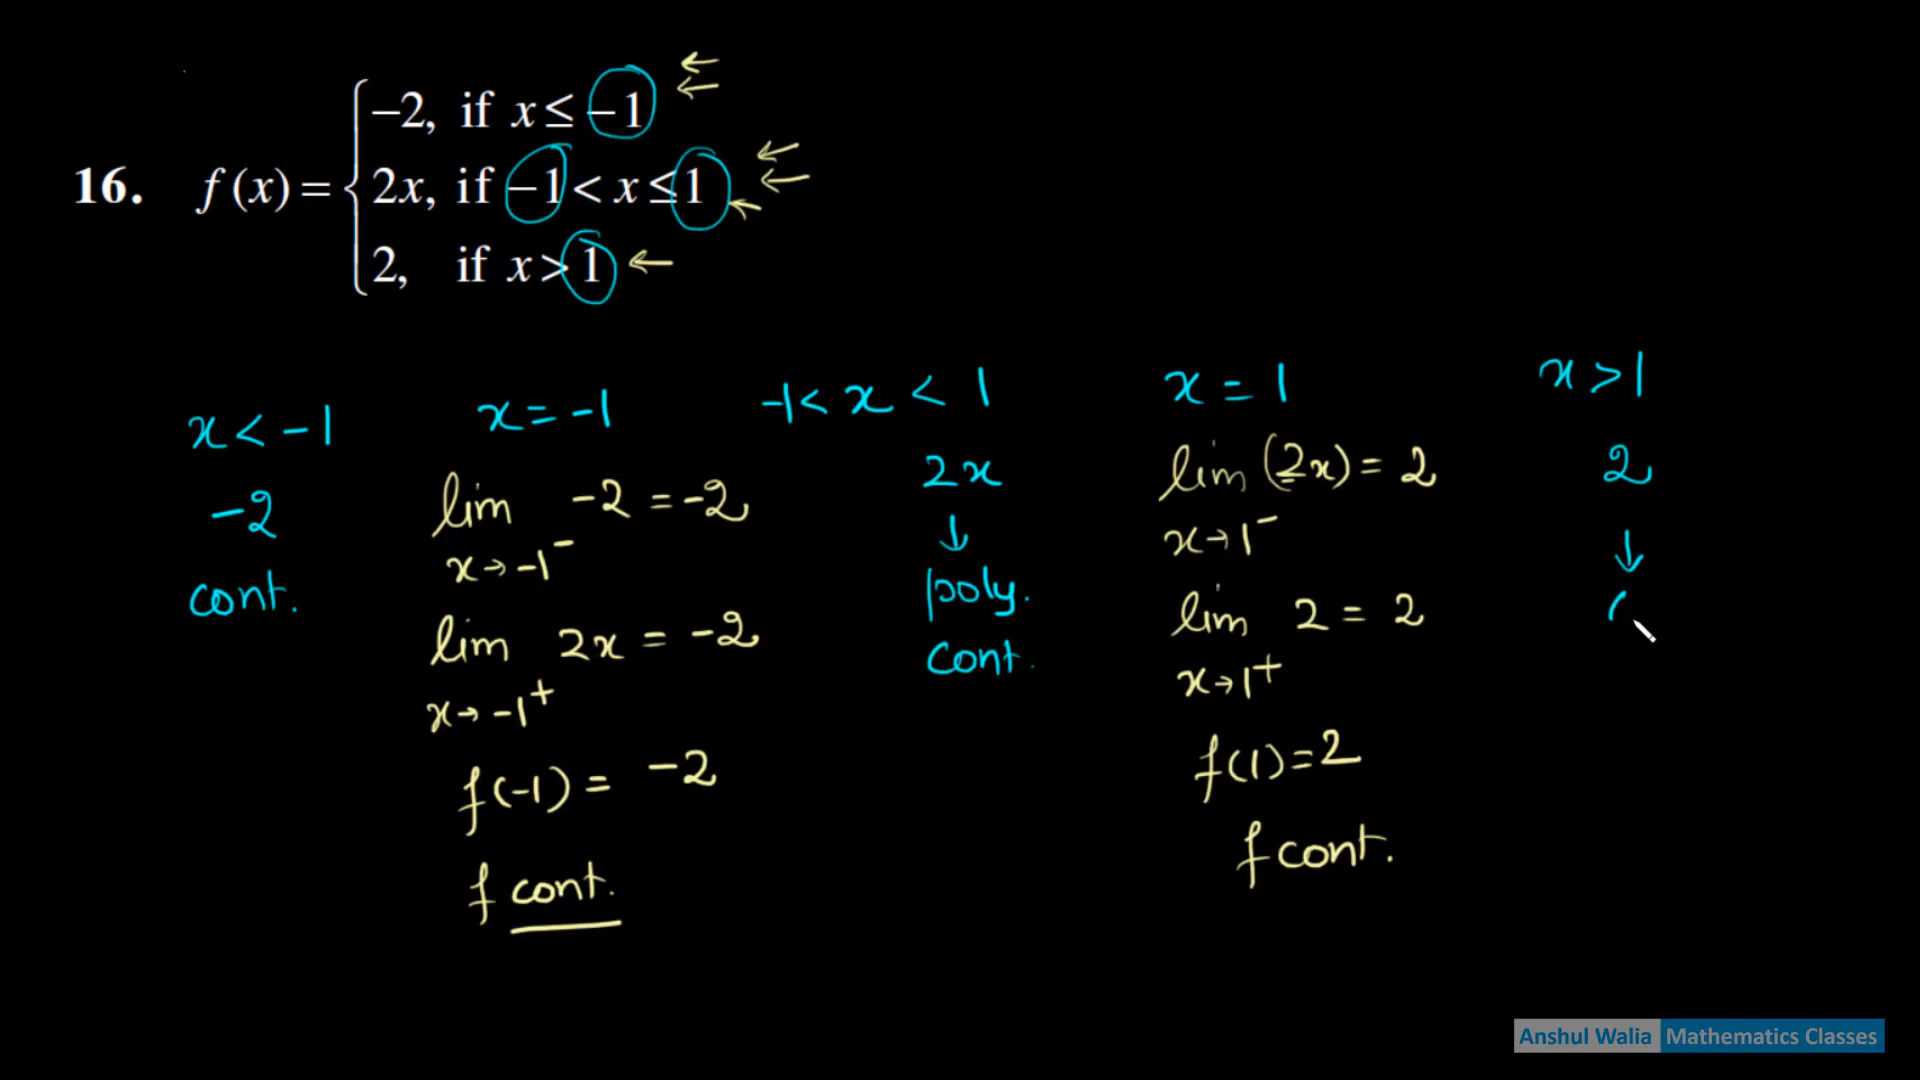 16. f(x) = { -2, if x ≤ -1
2x, if -1 < x ≤ 1
2, if x > 1
x < -1
-2
cont.
x = -1
lim -2 = -2
x→-1⁻
lim 2x = -2
x→-1⁺
f(-1) = -2
f cont.
-1 < x < 1
2x
↓
poly.
cont.
x = 1
lim (2x) = 2
x→1⁻
lim 2 = 2
x→1⁺
f(1) = 2
f cont.
x > 1
2
↓
Anshul Walia Mathematics Classes